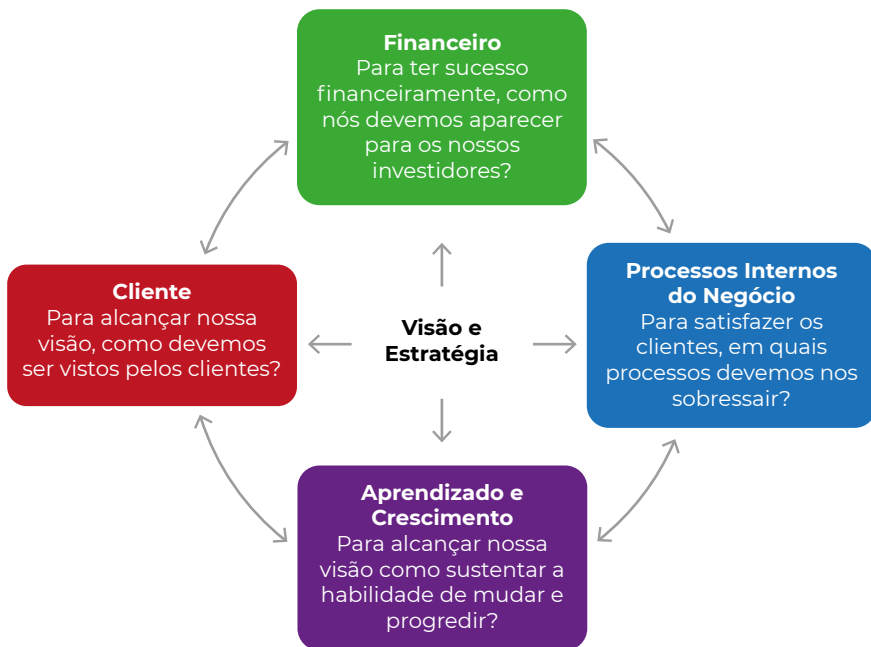 Financeiro
Para ter sucesso
financeiramente, como
nós devemos aparecer
para os nossos
investidores?
Cliente
Para alcançar nossa
visão, como devemos
ser vistos pelos clientes?
Visão e
Estratégia
Processos Internos
do Negócio
Para satisfazer os
clientes, em quais
processos devemos nos
sobressair?
Aprendizado e
Crescimento
Para alcançar nossa
visão como sustentar a
habilidade de mudar e
progredir?